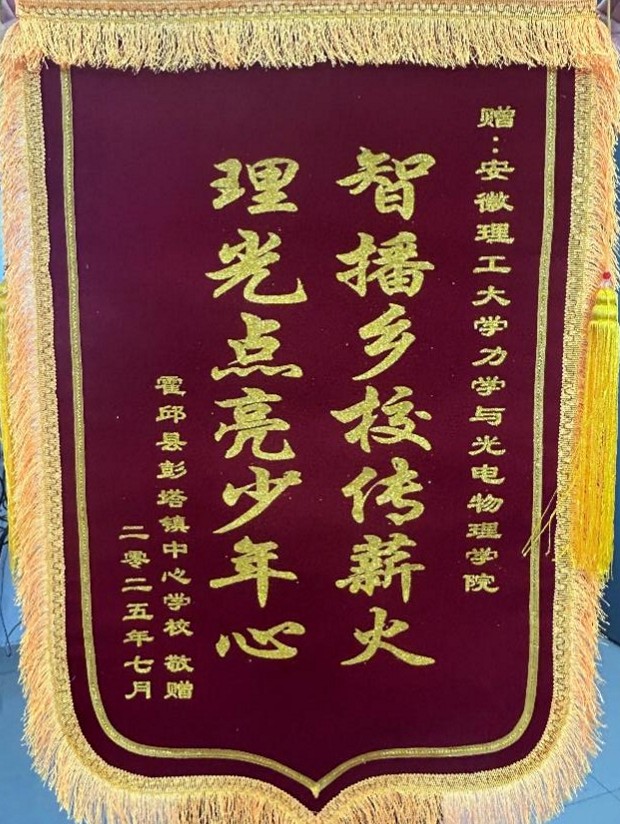 赠：安徽理工大学力学与光电物理学院
智播乡校传薪火
理光点亮少年心
霍邱县彭塔镇中心学校 敬赠
二零二五年七月